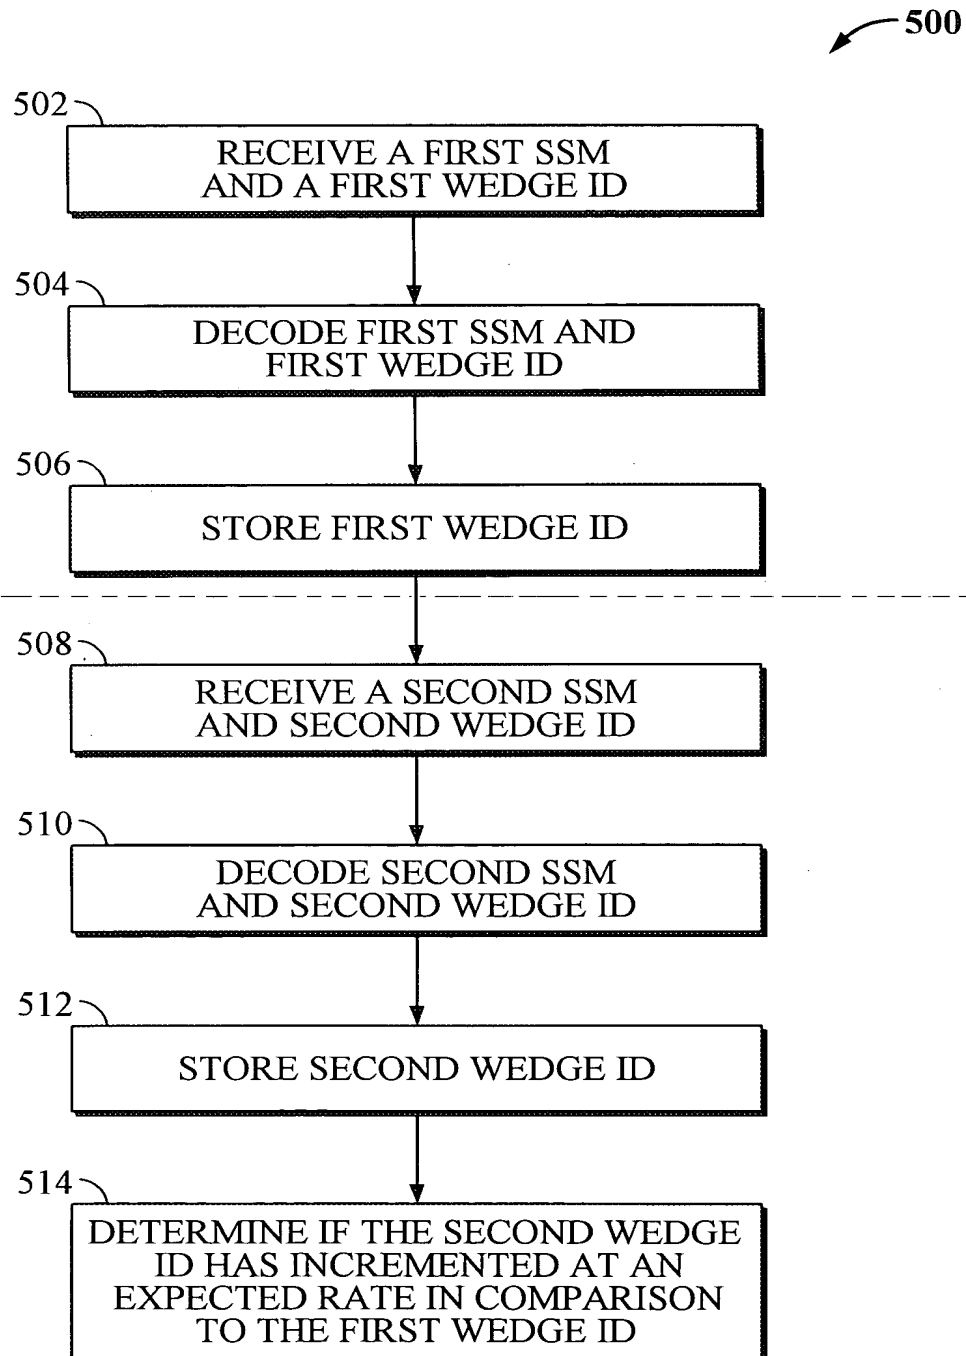 500
502
RECEIVE A FIRST SSM
AND A FIRST WEDGE ID
504
DECODE FIRST SSM AND
FIRST WEDGE ID
506
STORE FIRST WEDGE ID
508
RECEIVE A SECOND SSM
AND SECOND WEDGE ID
510
DECODE SECOND SSM
AND SECOND WEDGE ID
512
STORE SECOND WEDGE ID
514
DETERMINE IF THE SECOND WEDGE
ID HAS INCREMENTED AT AN
EXPECTED RATE IN COMPARISON
TO THE FIRST WEDGE ID